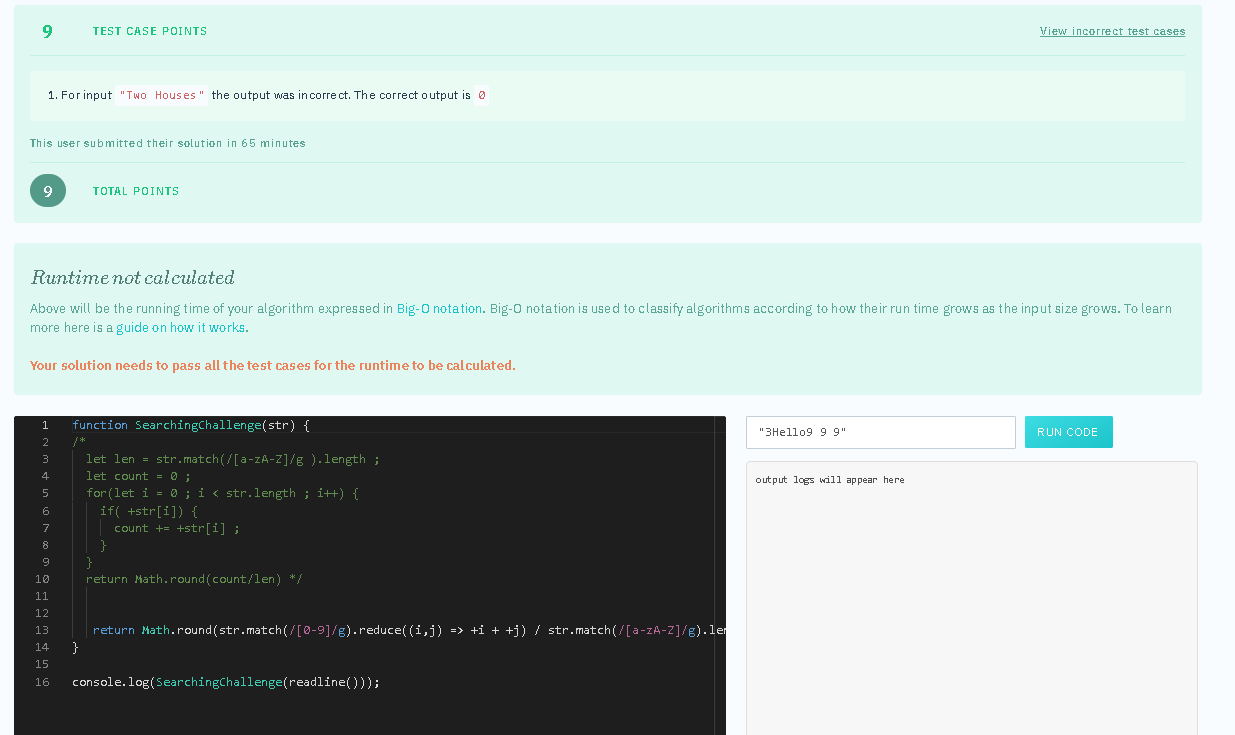 9 TEST CASE POINTS View incorrect test cases
1. For input "Two Houses" the output was incorrect. The correct output is 0
This user submitted their solution in 65 minutes
9 TOTAL POINTS
Runtime not calculated
Above will be the running time of your algorithm expressed in Big-O notation. Big-O notation is used to classify algorithms according to how their run time grows as the input size grows. To learn
more here is a guide on how it works.
Your solution needs to pass all the test cases for the runtime to be calculated.
1 function SearchingChallenge(str) {
2 /*
3 let len = str.match(/[a-zA-Z]/g ).length ;
4 let count = 0 ;
5 for(let i = 0 ; i < str.length ; i++) {
6 if( +str[i]) {
7 count += +str[i] ;
8 }
9 }
10 return Math.round(count/len) */
11
12
13 return Math.round(str.match(/[0-9]/g).reduce((i,j) => +i + +j) / str.match(/[a-zA-Z]/g).len
14 }
15
16 console.log(SearchingChallenge(readline()));
"3Hello9 9 9" RUN CODE
output logs will appear here